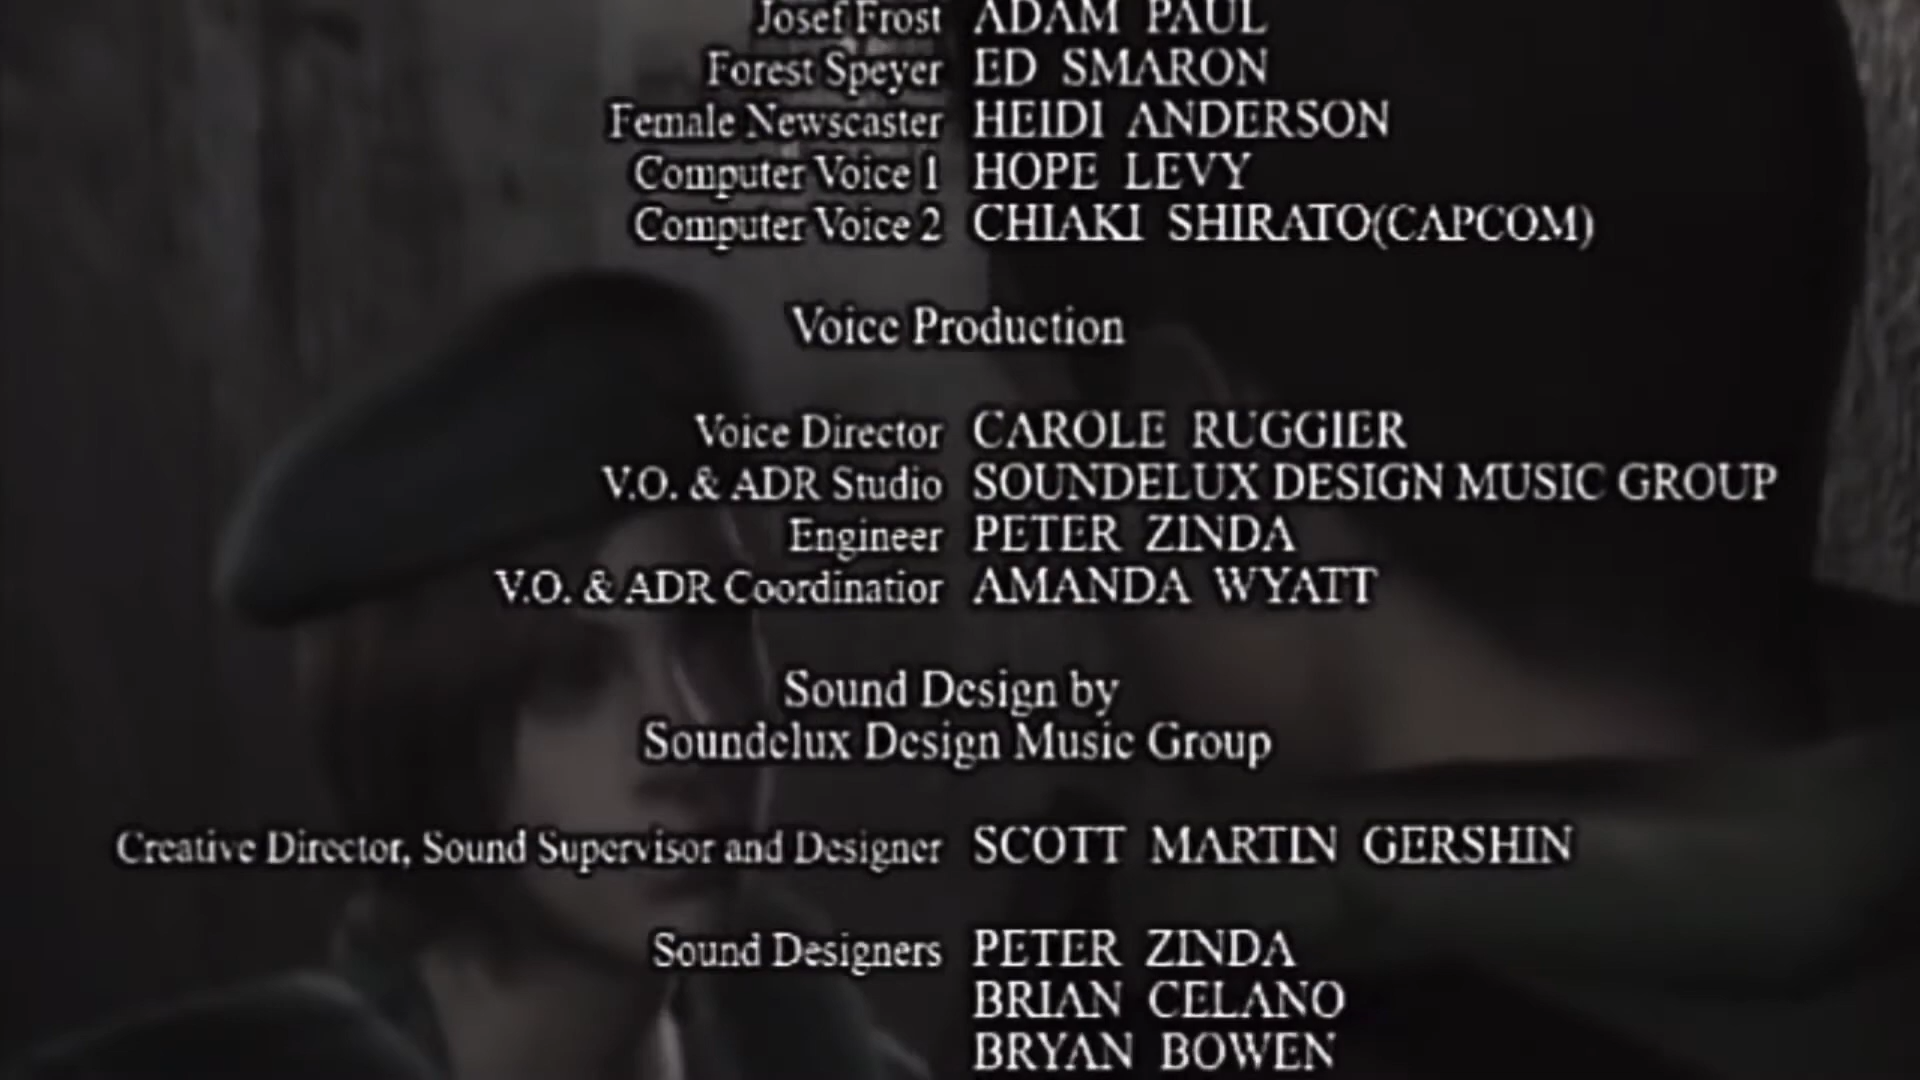 Josef Frost ADAM PAUL
Forest Speyer ED SMARON
Female Newscaster HEIDI ANDERSON
Computer Voice 1 HOPE LEVY
Computer Voice 2 CHIAKI SHIRATO(CAPCOM)
Voice Production
Voice Director CAROLE RUGGIER
V.O. & ADR Studio SOUNDELUX DESIGN MUSIC GROUP
Engineer PETER ZINDA
V.O. & ADR Coordinatior AMANDA WYATT
Sound Design by
Soundelux Design Music Group
Creative Director, Sound Supervisor and Designer SCOTT MARTIN GERSHIN
Sound Designers PETER ZINDA
BRIAN CELANO
BRYAN BOWEN